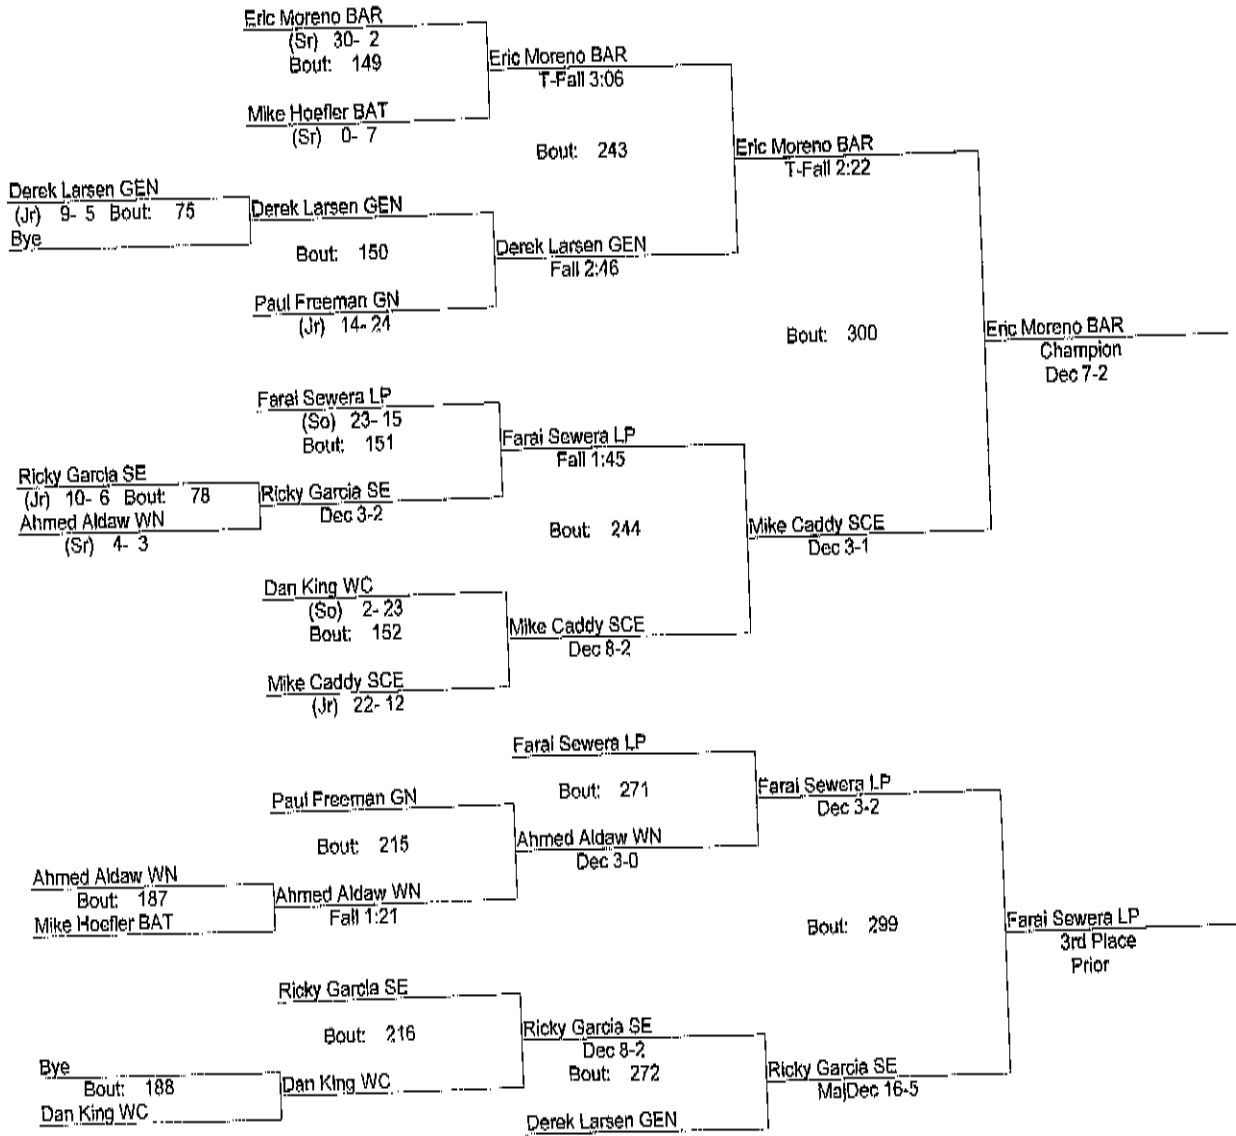 Eric Moreno BAR
(Sr) 30- 2
Bout: 149
Eric Moreno BAR
T-Fall 3:06
Mike Hoefler BAT
(Sr) 0- 7
Bout: 243
Eric Moreno BAR
T-Fall 2:22
Derek Larsen GEN
(Jr) 9- 5 Bout: 75
Bye
Derek Larsen GEN
Bout: 150
Derek Larsen GEN
Fall 2:46
Paul Freeman GN
(Jr) 14- 24
Bout: 300
Eric Moreno BAR
Champion
Dec 7-2
Farai Sewera LP
(So) 23- 15
Bout: 151
Farai Sewera LP
Fall 1:45
Ricky Garcia SE
(Jr) 10- 6 Bout: 78
Ahmed Aldaw WN
(Sr) 4- 3
Ricky Garcia SE
Dec 3-2
Bout: 244
Mike Caddy SCE
Dec 3-1
Dan King WC
(So) 2- 23
Bout: 152
Mike Caddy SCE
Dec 8-2
Mike Caddy SCE
(Jr) 22- 12
Farai Sewera LP
Bout: 271
Farai Sewera LP
Dec 3-2
Paul Freeman GN
Bout: 215
Ahmed Aldaw WN
Dec 3-0
Ahmed Aldaw WN
Bout: 187
Mike Hoefler BAT
Ahmed Aldaw WN
Fall 1:21
Bout: 299
Farai Sewera LP
3rd Place
Prior
Ricky Garcia SE
Bout: 216
Ricky Garcia SE
Dec 8-2
Bout: 272
Bye
Bout: 188
Dan King WC
Dan King WC
Ricky Garcia SE
MajDec 16-5
Derek Larsen GEN